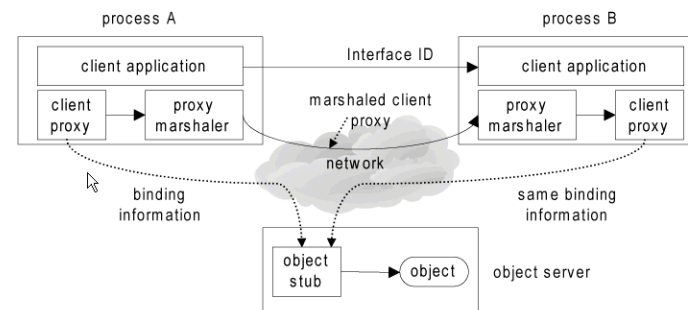 process A
process B
client application
Interface ID
client application
client
proxy
proxy
marshaler
marshaled client
proxy
proxy
marshaler
client
proxy
network
binding
information
same binding
information
object
stub
object
object server